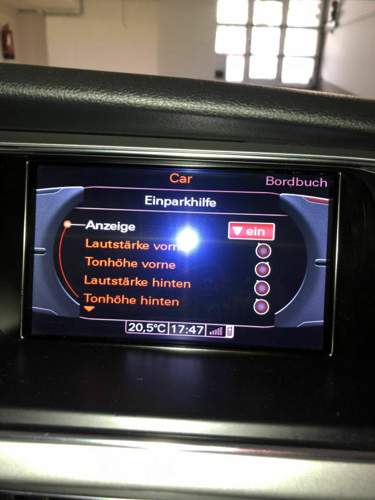 Car
Bordbuch
Einparkhilfe
Anzeige ein
Lautstärke vorne
Tonhöhe vorne
Lautstärke hinten
Tonhöhe hinten
20,5°C 17:47